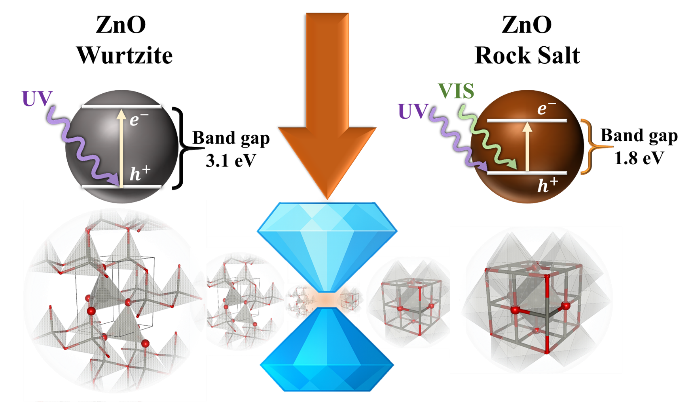 ZnO
Wurtzite
UV
e⁻
h⁺
Band gap
3.1 eV
ZnO
Rock Salt
VIS
UV
e⁻
h⁺
Band gap
1.8 eV